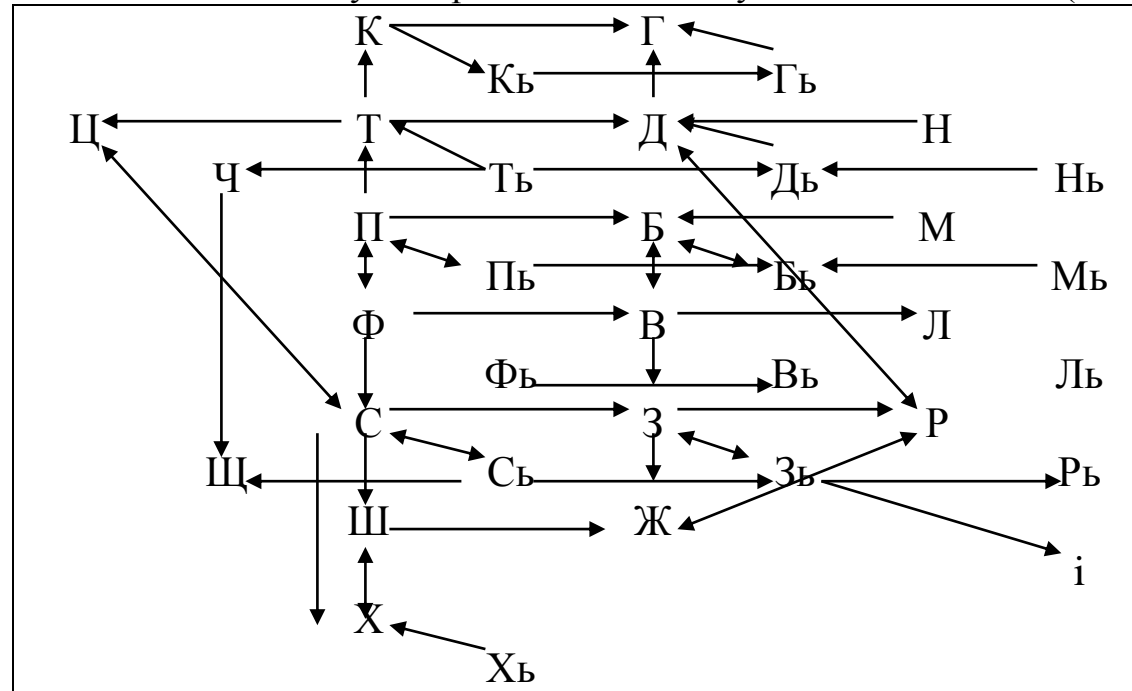 К Г
Кь Гь
Ц Т Д Н
Ч Ть Дь Нь
П Б М
Пь Бь Мь
Ф В Л
Фь Вь Ль
С З Р
Щ Сь Зь Рь
Ш Ж
і
Х
Хь